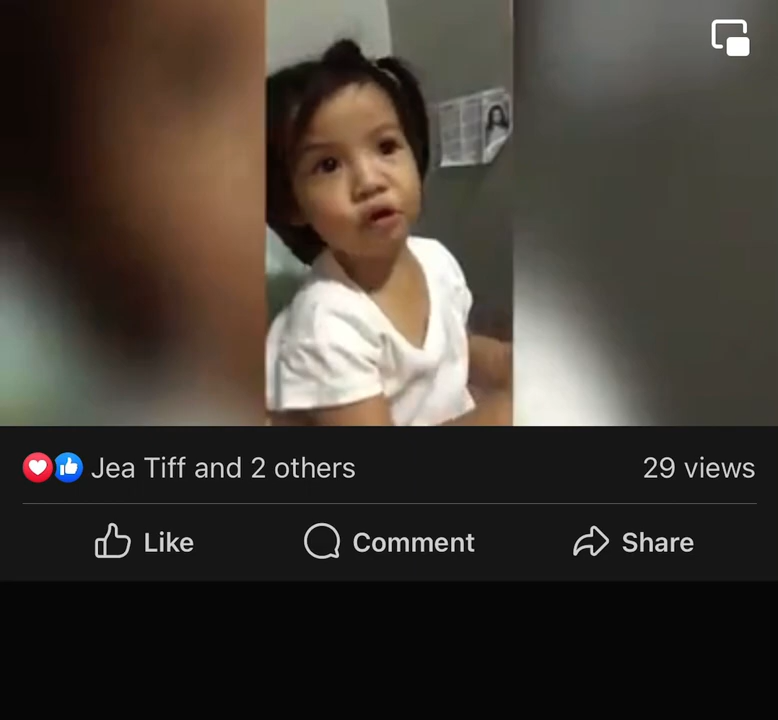 Jea Tiff and 2 others
29 views
Like
Comment
Share